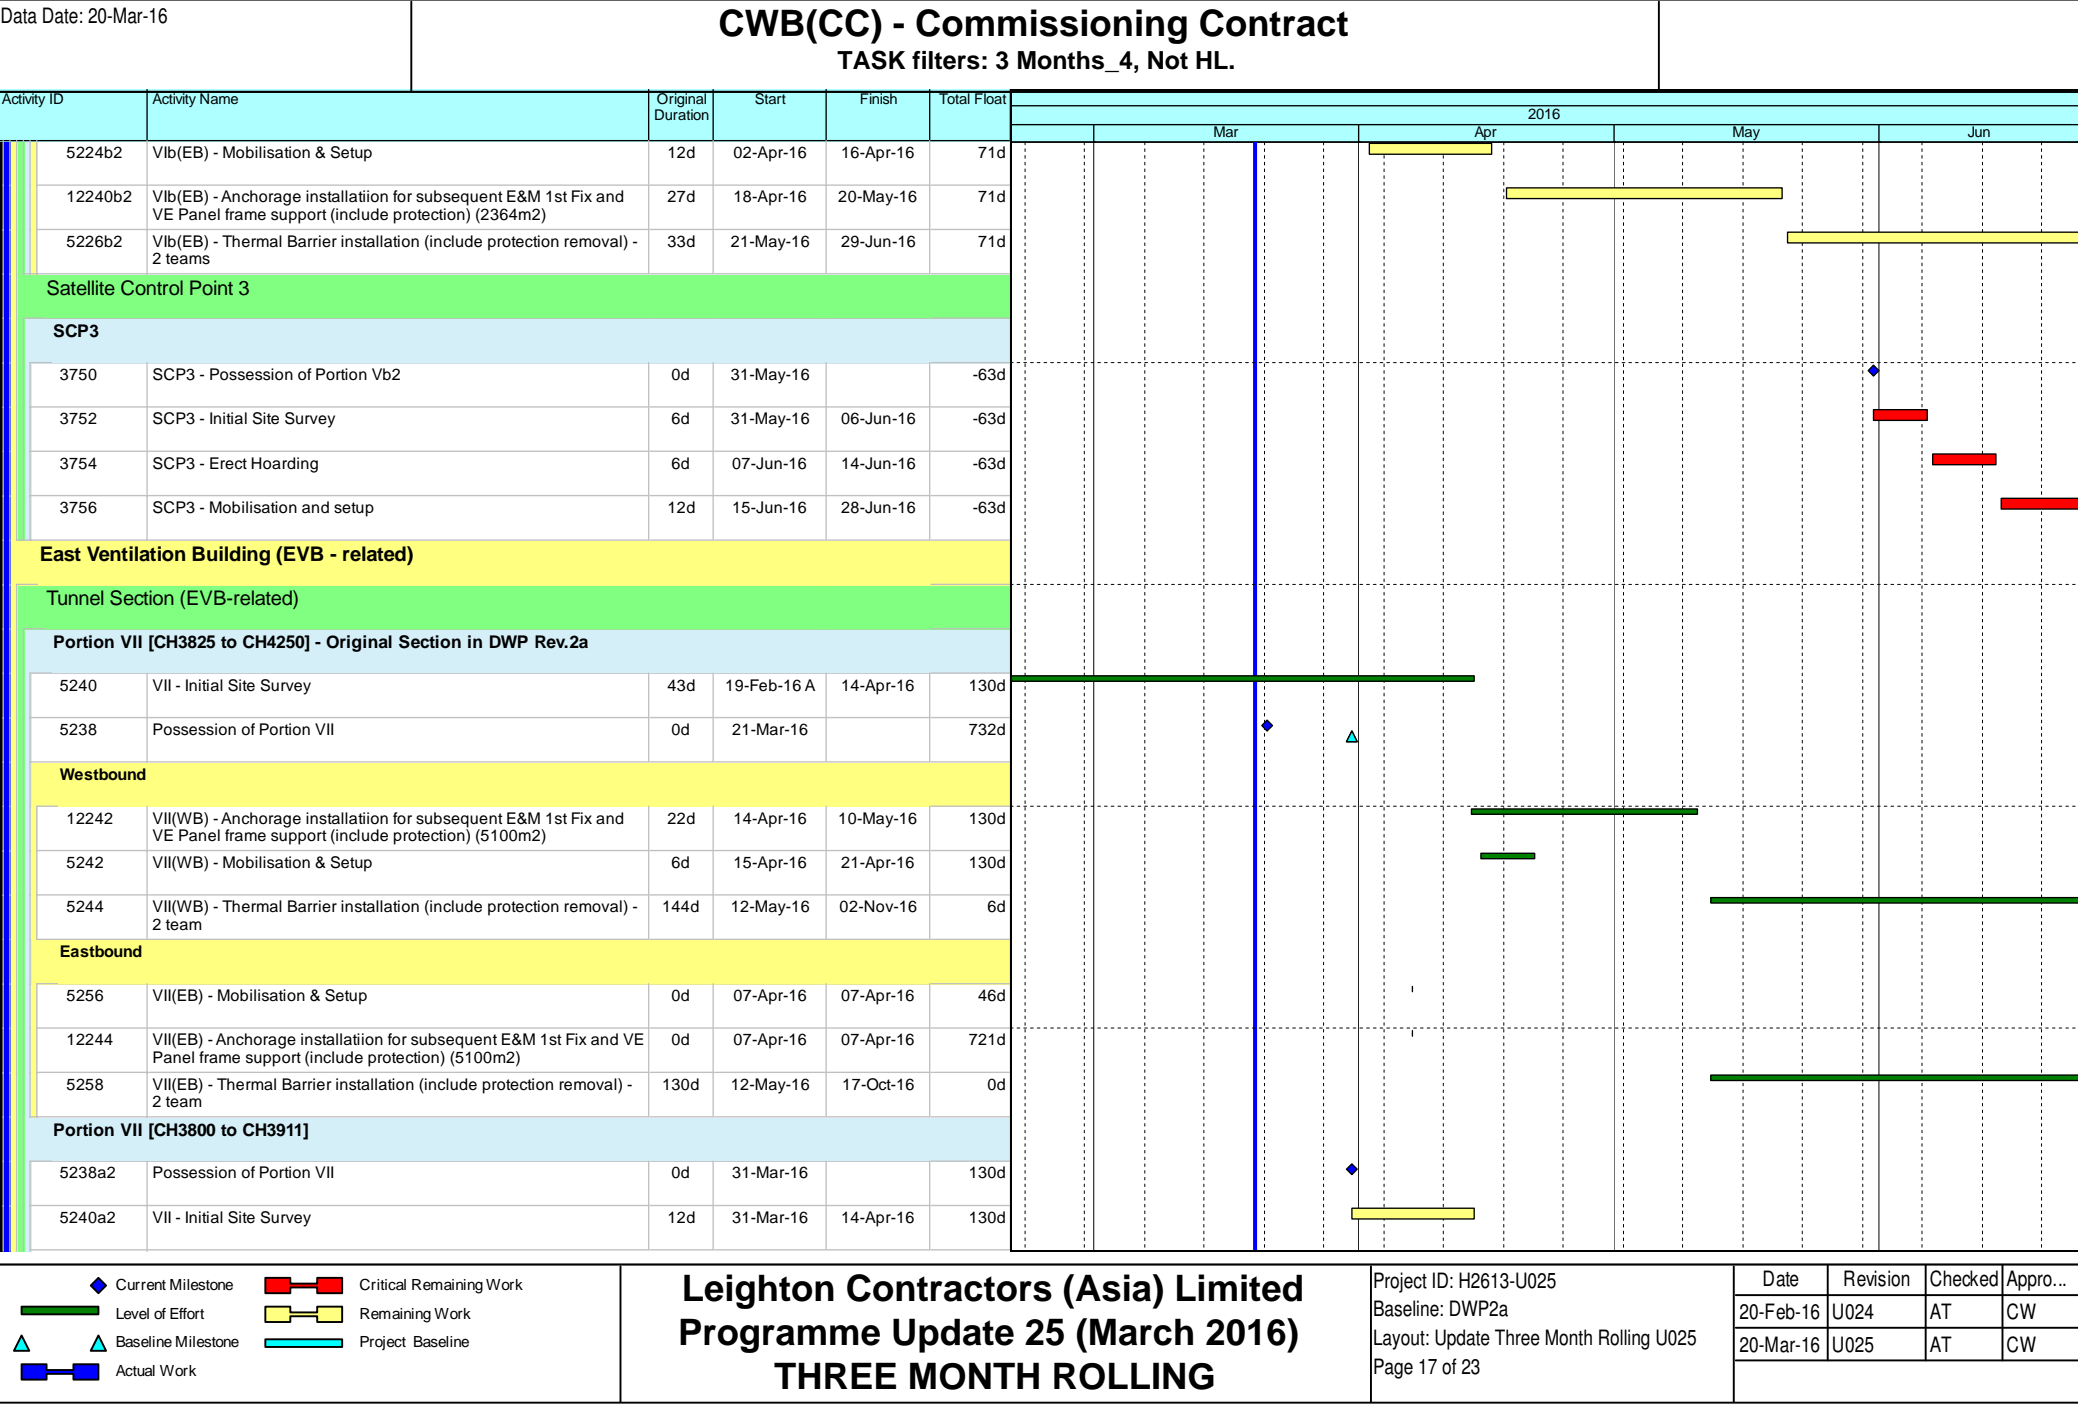 Data Date: 20-Mar-16
CWB(CC) - Commissioning Contract
TASK filters: 3 Months_4, Not HL.
Activity ID Activity Name Original Duration Start Finish Total Float
2016
Mar Apr May Jun
5224b2 VIb(EB) - Mobilisation & Setup 12d 02-Apr-16 16-Apr-16 71d
12240b2 VIb(EB) - Anchorage installatiion for subsequent E&M 1st Fix and 27d 18-Apr-16 20-May-16 71d
VE Panel frame support (include protection) (2364m2)
5226b2 VIb(EB) - Thermal Barrier installation (include protection removal) - 33d 21-May-16 29-Jun-16 71d
2 teams
Satellite Control Point 3
SCP3
3750 SCP3 - Possession of Portion Vb2 0d 31-May-16 -63d
3752 SCP3 - Initial Site Survey 6d 31-May-16 06-Jun-16 -63d
3754 SCP3 - Erect Hoarding 6d 07-Jun-16 14-Jun-16 -63d
3756 SCP3 - Mobilisation and setup 12d 15-Jun-16 28-Jun-16 -63d
East Ventilation Building (EVB - related)
Tunnel Section (EVB-related)
Portion VII [CH3825 to CH4250] - Original Section in DWP Rev.2a
5240 VII - Initial Site Survey 43d 19-Feb-16 A 14-Apr-16 130d
5238 Possession of Portion VII 0d 21-Mar-16 732d
Westbound
12242 VII(WB) - Anchorage installatiion for subsequent E&M 1st Fix and 22d 14-Apr-16 10-May-16 130d
VE Panel frame support (include protection) (5100m2)
5242 VII(WB) - Mobilisation & Setup 6d 15-Apr-16 21-Apr-16 130d
5244 VII(WB) - Thermal Barrier installation (include protection removal) - 144d 12-May-16 02-Nov-16 6d
2 team
Eastbound
5256 VII(EB) - Mobilisation & Setup 0d 07-Apr-16 07-Apr-16 46d
12244 VII(EB) - Anchorage installatiion for subsequent E&M 1st Fix and VE 0d 07-Apr-16 07-Apr-16 721d
Panel frame support (include protection) (5100m2)
5258 VII(EB) - Thermal Barrier installation (include protection removal) - 130d 12-May-16 17-Oct-16 0d
2 team
Portion VII [CH3800 to CH3911]
5238a2 Possession of Portion VII 0d 31-Mar-16 130d
5240a2 VII - Initial Site Survey 12d 31-Mar-16 14-Apr-16 130d
Current Milestone Critical Remaining Work
Level of Effort Remaining Work
Baseline Milestone Project Baseline
Actual Work
Leighton Contractors (Asia) Limited
Programme Update 25 (March 2016)
THREE MONTH ROLLING
Project ID: H2613-U025
Baseline: DWP2a
Layout: Update Three Month Rolling U025
Page 17 of 23
Date Revision Checked Appro...
20-Feb-16 U024 AT CW
20-Mar-16 U025 AT CW